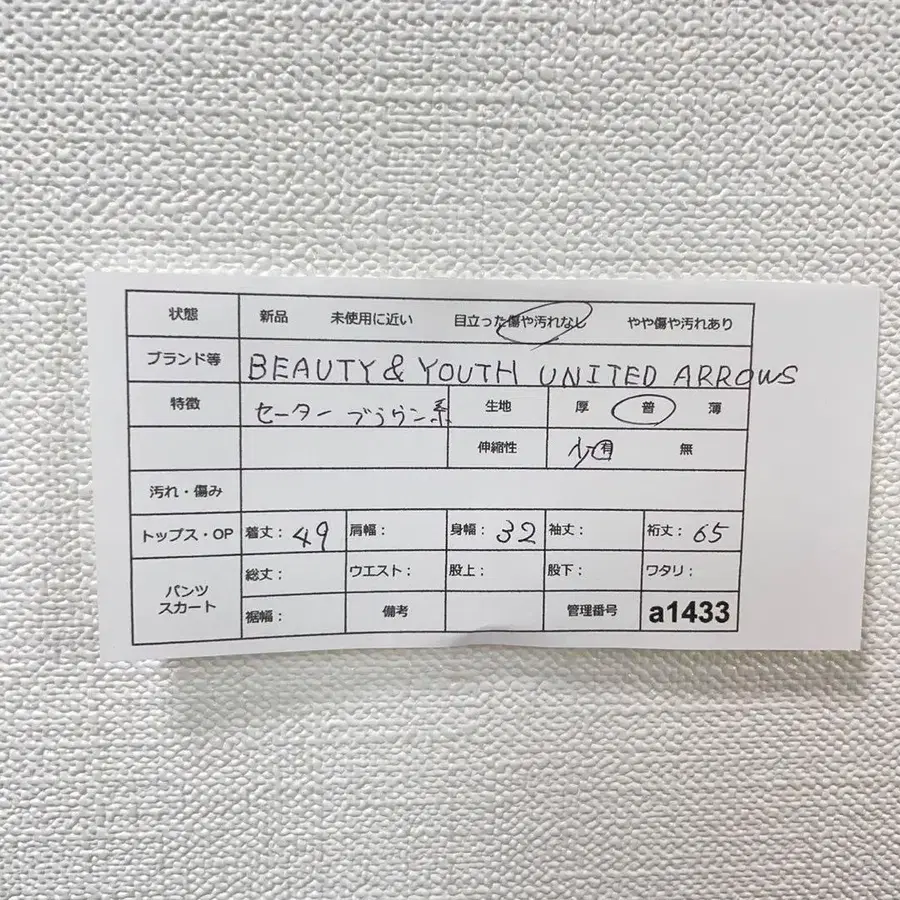 状態 新品 未使用に近い 目立った傷や汚れなし やや傷や汚れあり
ブランド等 BEAUTY & YOUTH UNITED ARROWS
特徴 セーター ブラウン系 生地 厚 普 薄
伸縮性 少 有 無
汚れ・傷み
トップス・OP 着丈： 49 肩幅： 身幅： 32 袖丈： 裄丈： 65
パンツ スカート 総丈： ウエスト： 股上： 股下： ワタリ：
裾幅： 備考 管理番号 a1433